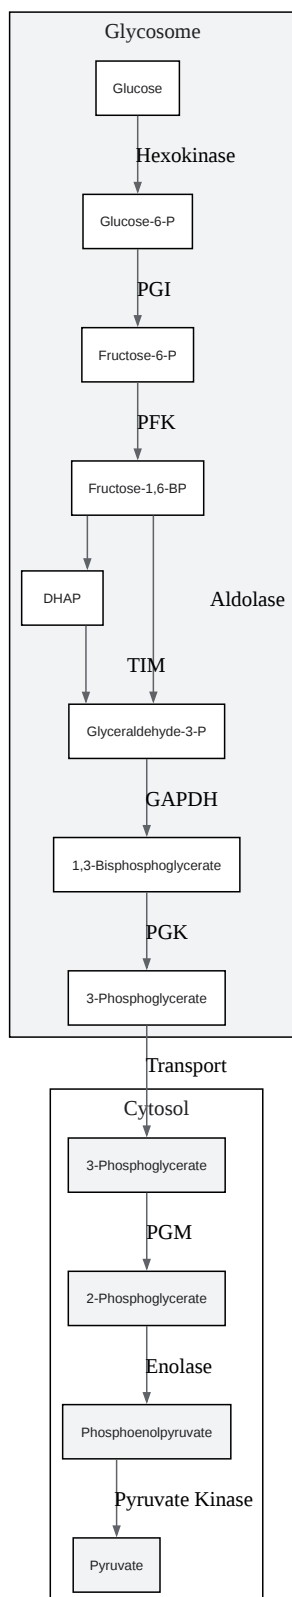 Glycosome
Glucose
Hexokinase
Glucose-6-P
PGI
Fructose-6-P
PFK
Fructose-1,6-BP
DHAP
Aldolase
TIM
Glyceraldehyde-3-P
GAPDH
1,3-Bisphosphoglycerate
PGK
3-Phosphoglycerate
Transport
Cytosol
3-Phosphoglycerate
PGM
2-Phosphoglycerate
Enolase
Phosphoenolpyruvate
Pyruvate Kinase
Pyruvate